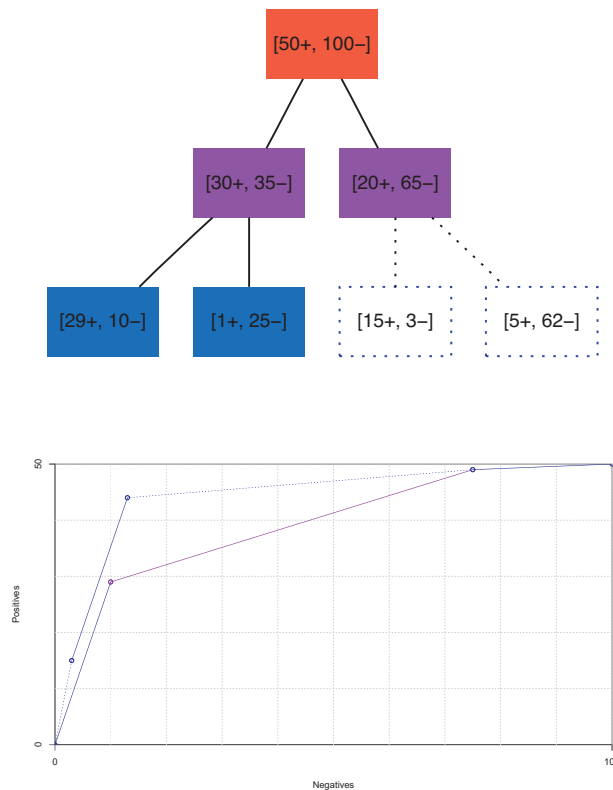 [50+, 100−]
[30+, 35−] [20+, 65−]
[29+, 10−] [1+, 25−] [15+, 3−] [5+, 62−]
50
Positives
0
0 10
Negatives